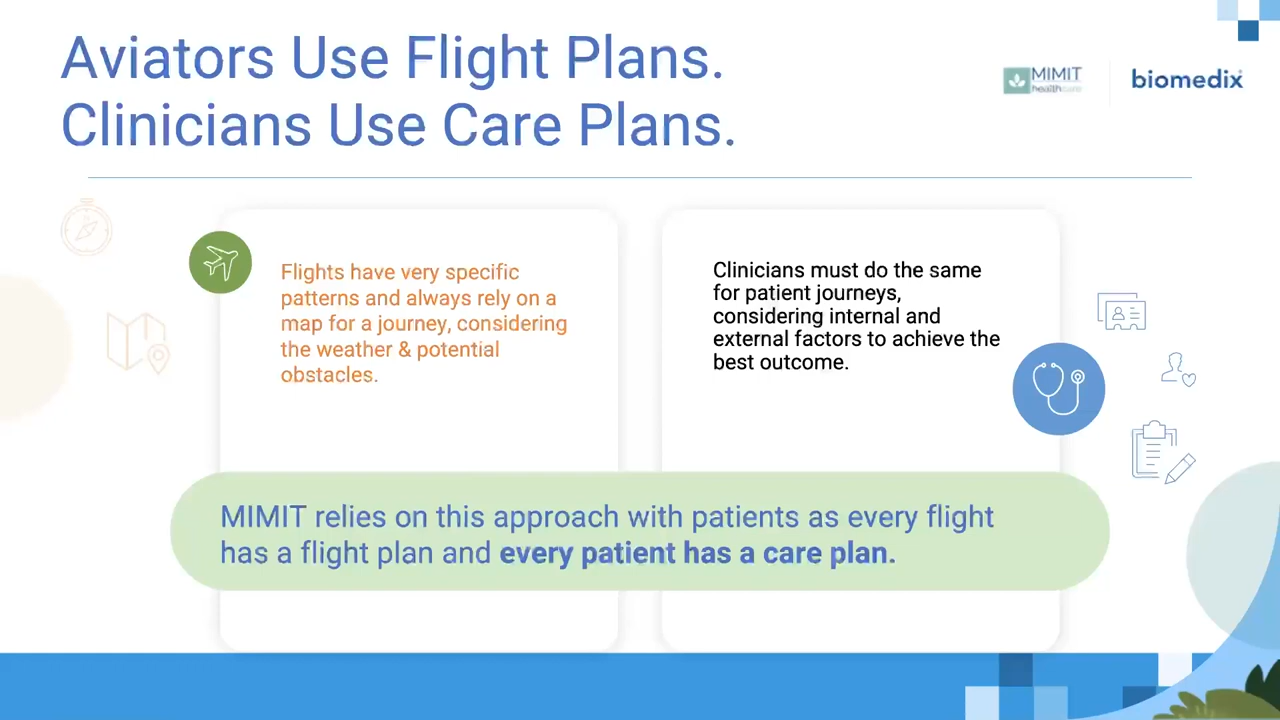 Aviators Use Flight Plans.
Clinicians Use Care Plans.
MIMIT
healthcare
biomedix
Flights have very specific
patterns and always rely on a
map for a journey, considering
the weather & potential
obstacles.
Clinicians must do the same
for patient journeys,
considering internal and
external factors to achieve the
best outcome.
MIMIT relies on this approach with patients as every flight
has a flight plan and every patient has a care plan.